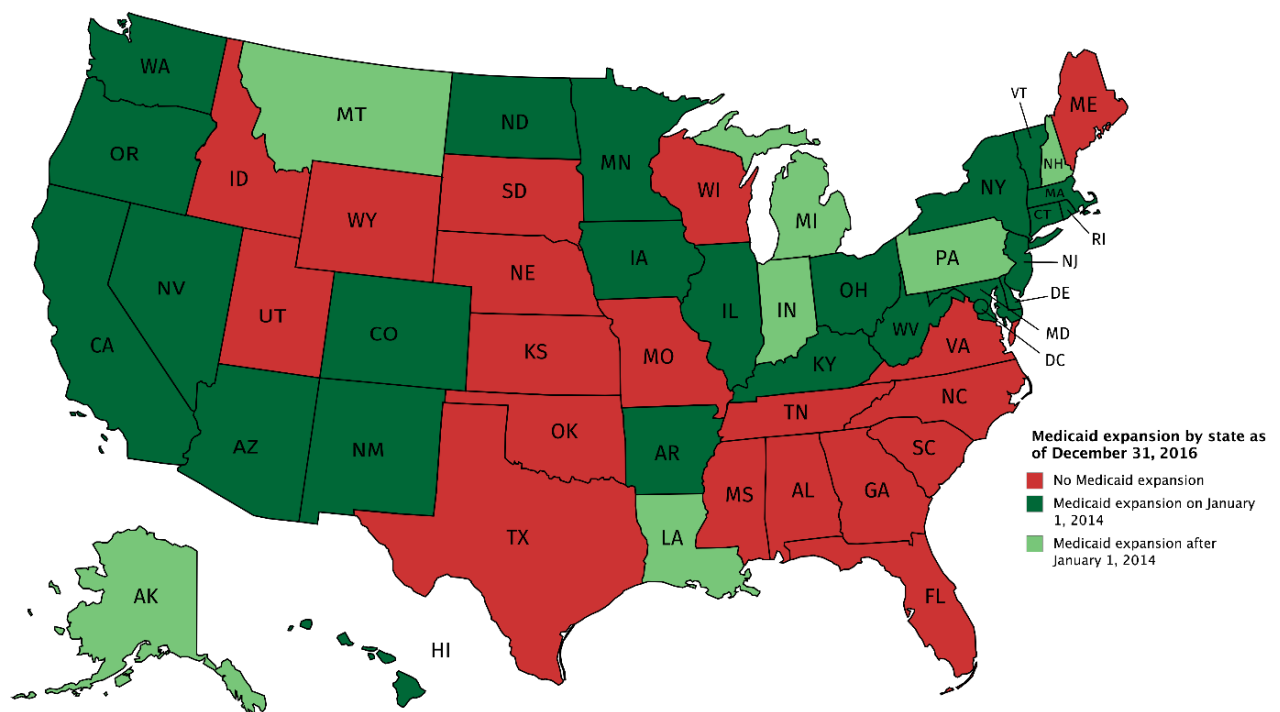 WA
MT
ND
MN
OR
ID
SD
WI
WY
MI
VT
ME
NH
NY
MA
CT
RI
NV
UT
CO
NE
IA
IL
IN
OH
PA
NJ
DE
MD
DC
CA
KS
MO
KY
WV
VA
AZ
NM
OK
AR
TN
NC
SC
MS
AL
GA
TX
LA
FL
AK
HI
Medicaid expansion by state as
of December 31, 2016
No Medicaid expansion
Medicaid expansion on January
1, 2014
Medicaid expansion after
January 1, 2014